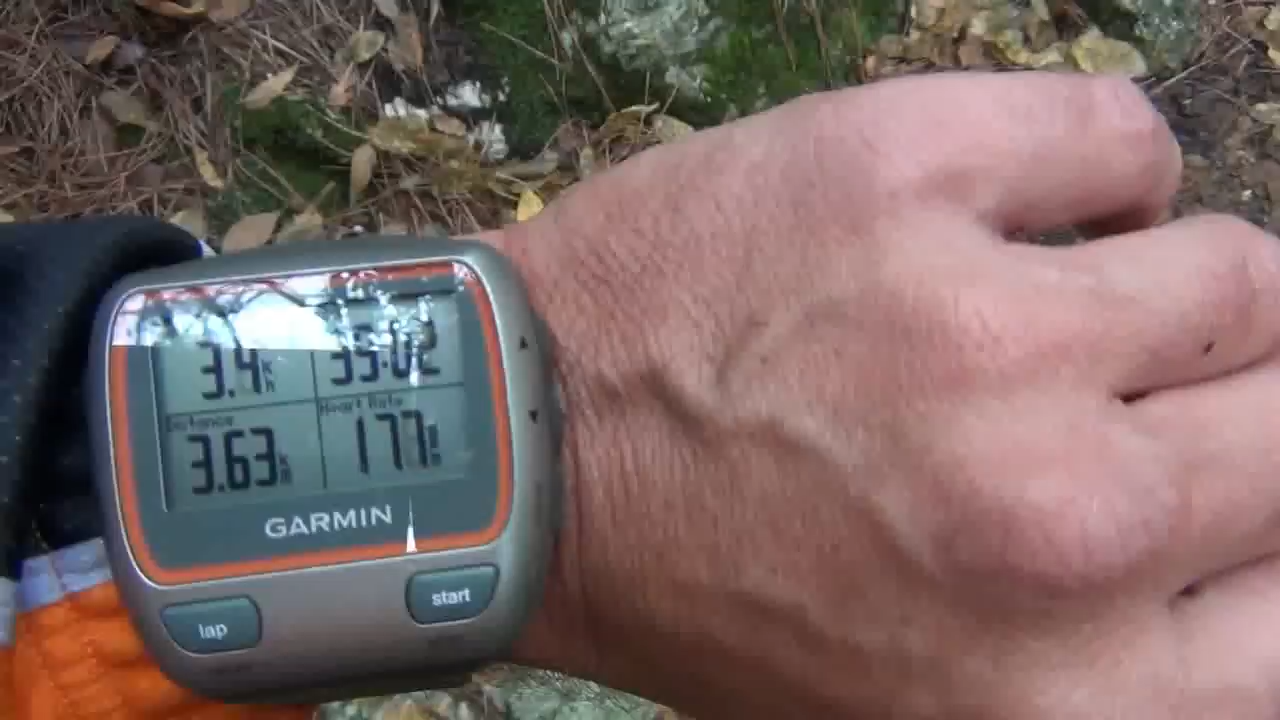 3.4 K h
35:02
Distance
3.63 k m
Heart Rate
177
GARMIN
lap
start